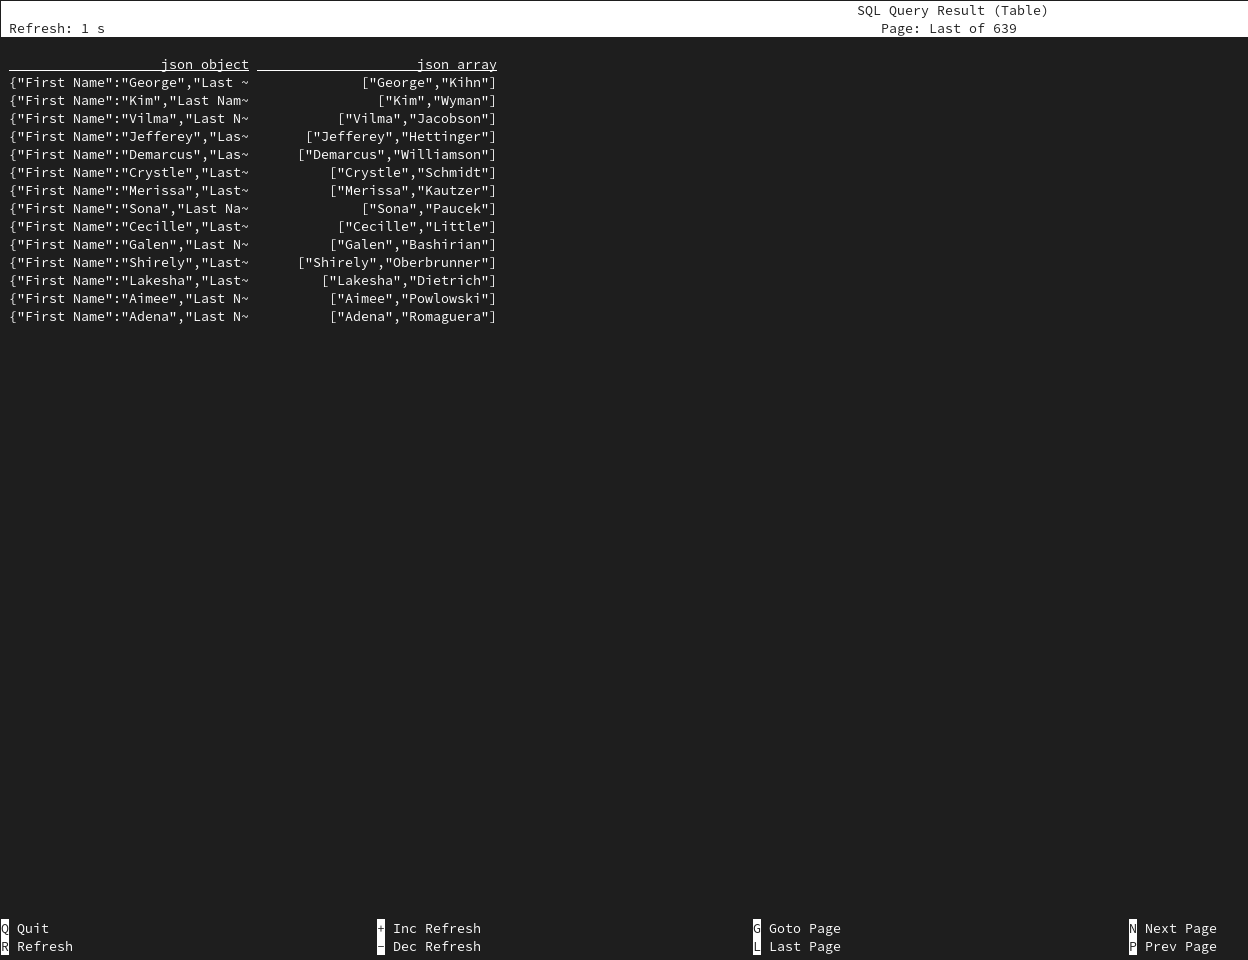 SQL Query Result (Table)
Refresh: 1 s Page: Last of 639
json object json array
{"First Name":"George","Last ~ ["George","Kihn"]
{"First Name":"Kim","Last Nam~ ["Kim","Wyman"]
{"First Name":"Vilma","Last N~ ["Vilma","Jacobson"]
{"First Name":"Jefferey","Las~ ["Jefferey","Hettinger"]
{"First Name":"Demarcus","Las~ ["Demarcus","Williamson"]
{"First Name":"Crystle","Last~ ["Crystle","Schmidt"]
{"First Name":"Merissa","Last~ ["Merissa","Kautzer"]
{"First Name":"Sona","Last Na~ ["Sona","Paucek"]
{"First Name":"Cecille","Last~ ["Cecille","Little"]
{"First Name":"Galen","Last N~ ["Galen","Bashirian"]
{"First Name":"Shirely","Last~ ["Shirely","Oberbrunner"]
{"First Name":"Lakesha","Last~ ["Lakesha","Dietrich"]
{"First Name":"Aimee","Last N~ ["Aimee","Powlowski"]
{"First Name":"Adena","Last N~ ["Adena","Romaguera"]
Q Quit + Inc Refresh G Goto Page N Next Page
R Refresh - Dec Refresh L Last Page P Prev Page